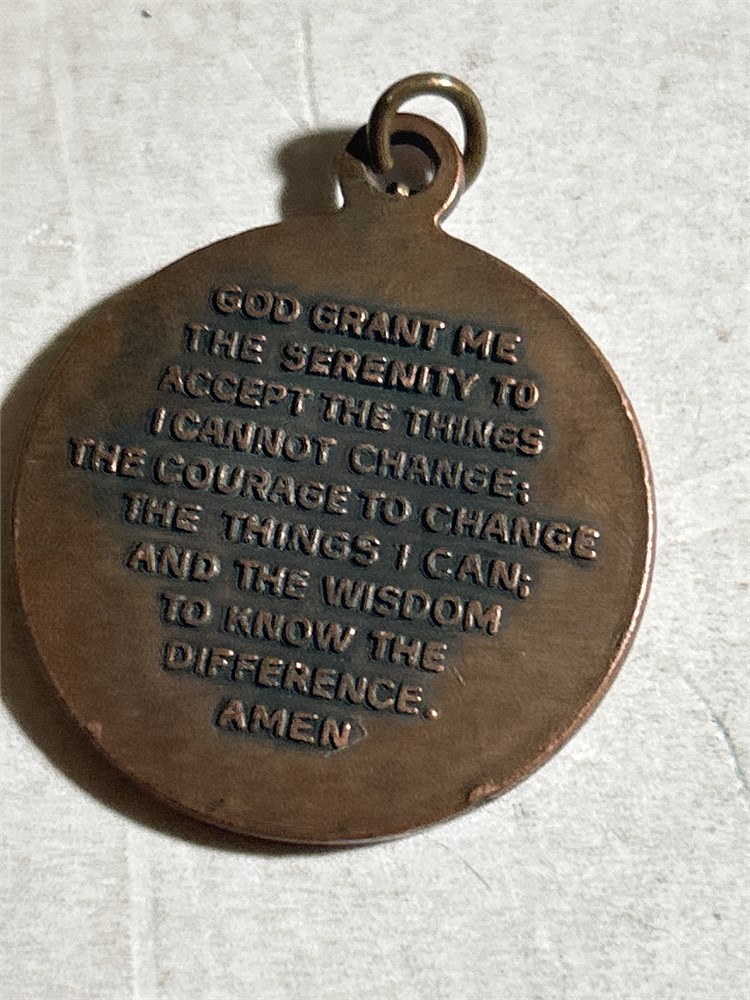 GOD GRANT ME
THE SERENITY TO
ACCEPT THE THINGS
I CANNOT CHANGE;
THE COURAGE TO CHANGE
THE THINGS I CAN;
AND THE WISDOM
TO KNOW THE
DIFFERENCE.
AMEN